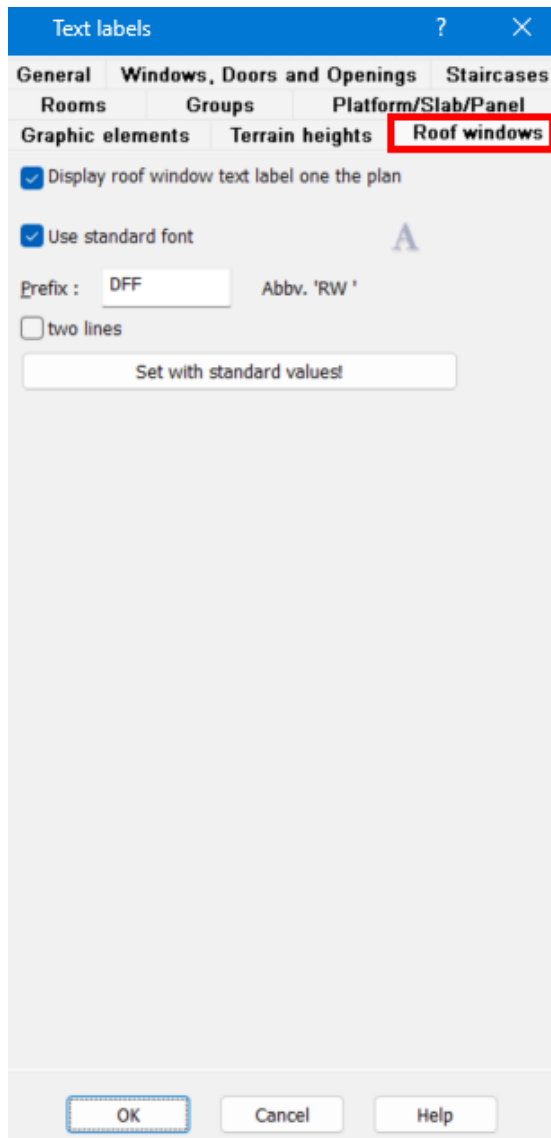 Text labels ?
General Windows, Doors and Openings Staircases
Rooms Groups Platform/Slab/Panel
Graphic elements Terrain heights Roof windows
Display roof window text label one the plan
Use standard font A
Prefix : DFF Abbv. 'RW '
two lines
Set with standard values!
OK Cancel Help